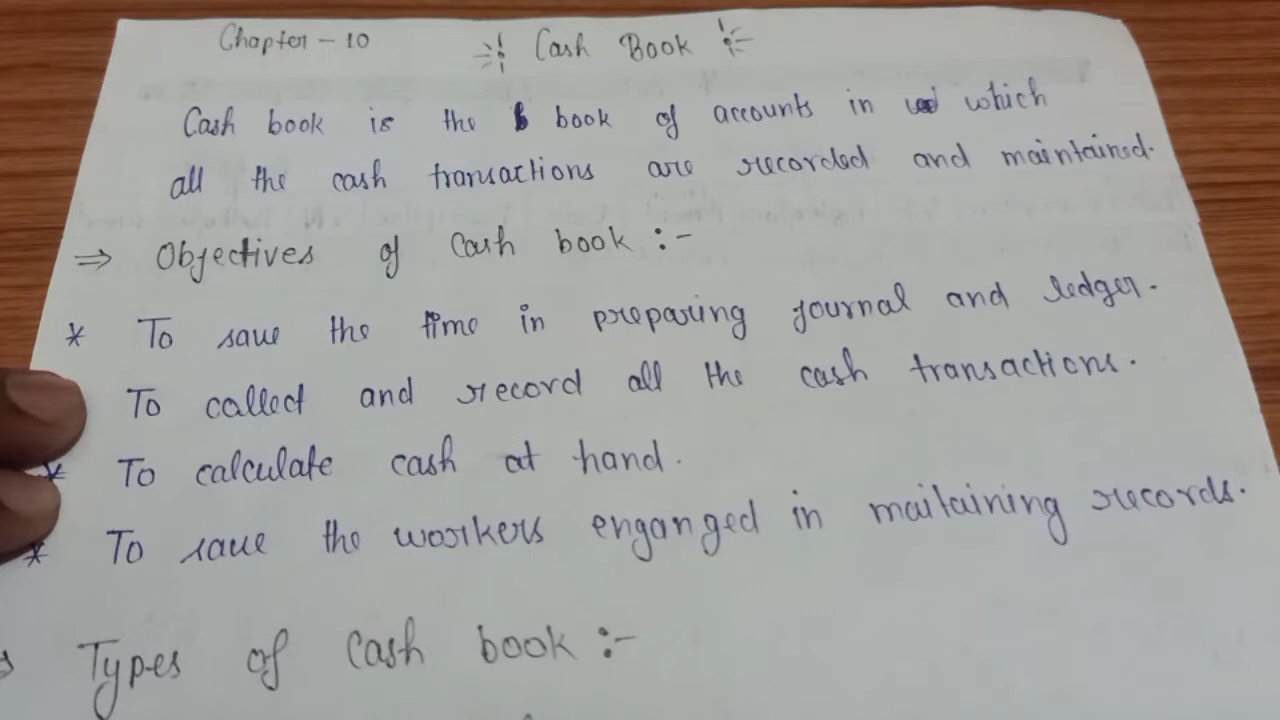 Chapter - 10
Cash Book
Cash book is the book of accounts in which
all the cash transactions are recorded and maintained.
⇒ Objectives of Cash book :-
* To save the time in preparing journal and ledger.
To called and record all the cash transactions.
* To calculate cash at hand.
* To save the workers enganged in maitaining records.
⇒ Types of Cash book :-